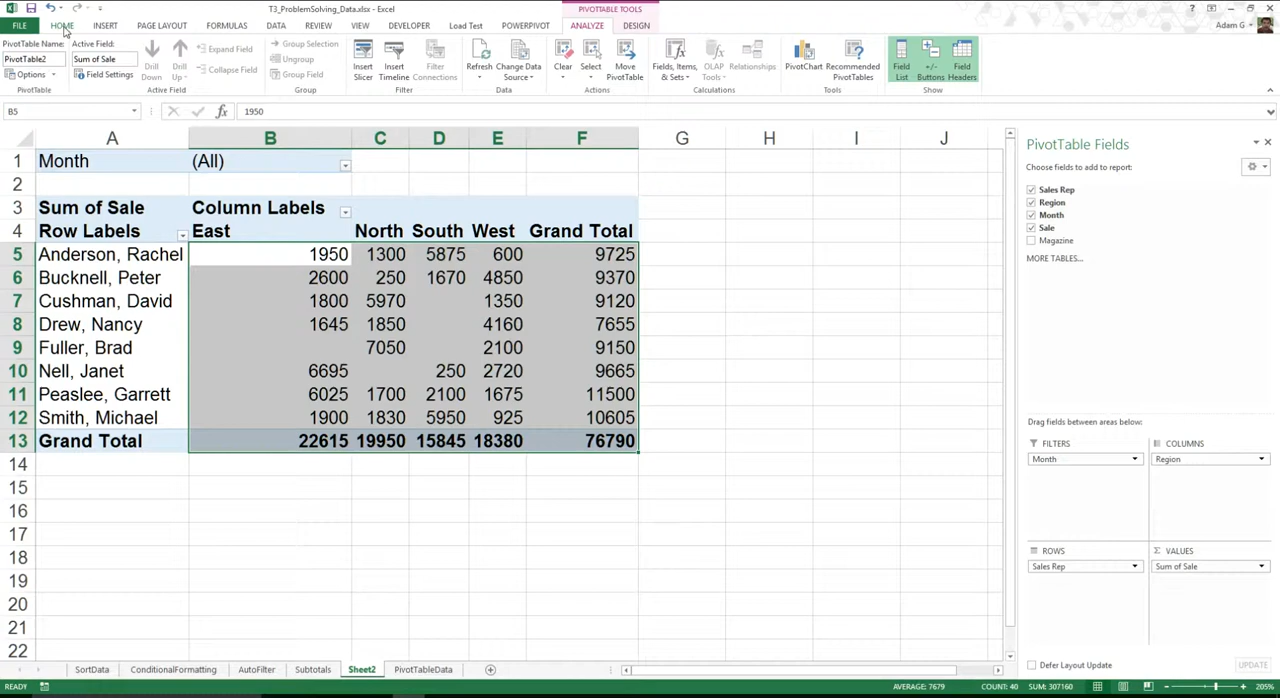 T3_ProblemSolving_Data.xlsx - Excel
PIVOTTABLE TOOLS
FILE HOME INSERT PAGE LAYOUT FORMULAS DATA REVIEW VIEW DEVELOPER Load Test POWERPIVOT ANALYZE DESIGN Adam G
PivotTable Name: Active Field:
PivotTable2 Sum of Sale
Options Field Settings
PivotTable
Drill Down Drill Up
Expand Field
Collapse Field
Active Field
Group Selection
Ungroup
Group Field
Group
Insert Slicer Insert Timeline Filter Connections
Filter
Refresh Change Data Source
Data
Clear Select Move PivotTable
Actions
Fields, Items, & Sets OLAP Tools Relationships
Calculations
PivotChart Recommended PivotTables
Tools
Field List +/- Buttons Field Headers
Show
B5 fx 1950
A B C D E F G H I J
1 Month (All)
2
3 Sum of Sale Column Labels
4 Row Labels East North South West Grand Total
5 Anderson, Rachel 1950 1300 5875 600 9725
6 Bucknell, Peter 2600 250 1670 4850 9370
7 Cushman, David 1800 5970 1350 9120
8 Drew, Nancy 1645 1850 4160 7655
9 Fuller, Brad 7050 2100 9150
10 Nell, Janet 6695 250 2720 9665
11 Peaslee, Garrett 6025 1700 2100 1675 11500
12 Smith, Michael 1900 1830 5950 925 10605
13 Grand Total 22615 19950 15845 18380 76790
14
15
16
17
18
19
20
21
22
PivotTable Fields
Choose fields to add to report:
Sales Rep
Region
Month
Sale
Magazine
MORE TABLES...
Drag fields between areas below:
FILTERS COLUMNS
Month Region
ROWS Σ VALUES
Sales Rep Sum of Sale
Defer Layout Update UPDATE
SortData ConditionalFormatting AutoFilter Subtotals Sheet2 PivotTableData
READY AVERAGE: 7679 COUNT: 40 SUM: 307160 205%